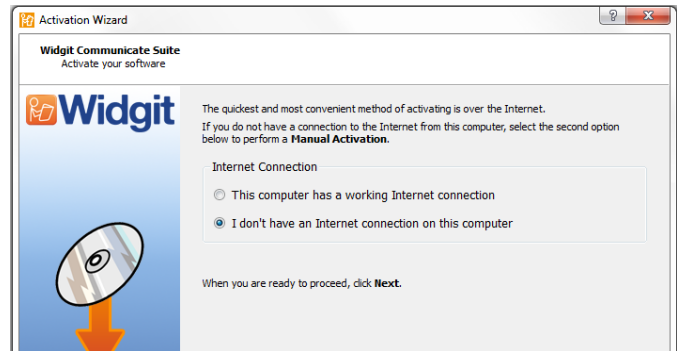 Activation Wizard
Widgit Communicate Suite
Activate your software
Widgit
The quickest and most convenient method of activating is over the Internet.
If you do not have a connection to the Internet from this computer, select the second option
below to perform a Manual Activation.
Internet Connection
This computer has a working Internet connection
I don't have an Internet connection on this computer
When you are ready to proceed, click Next.